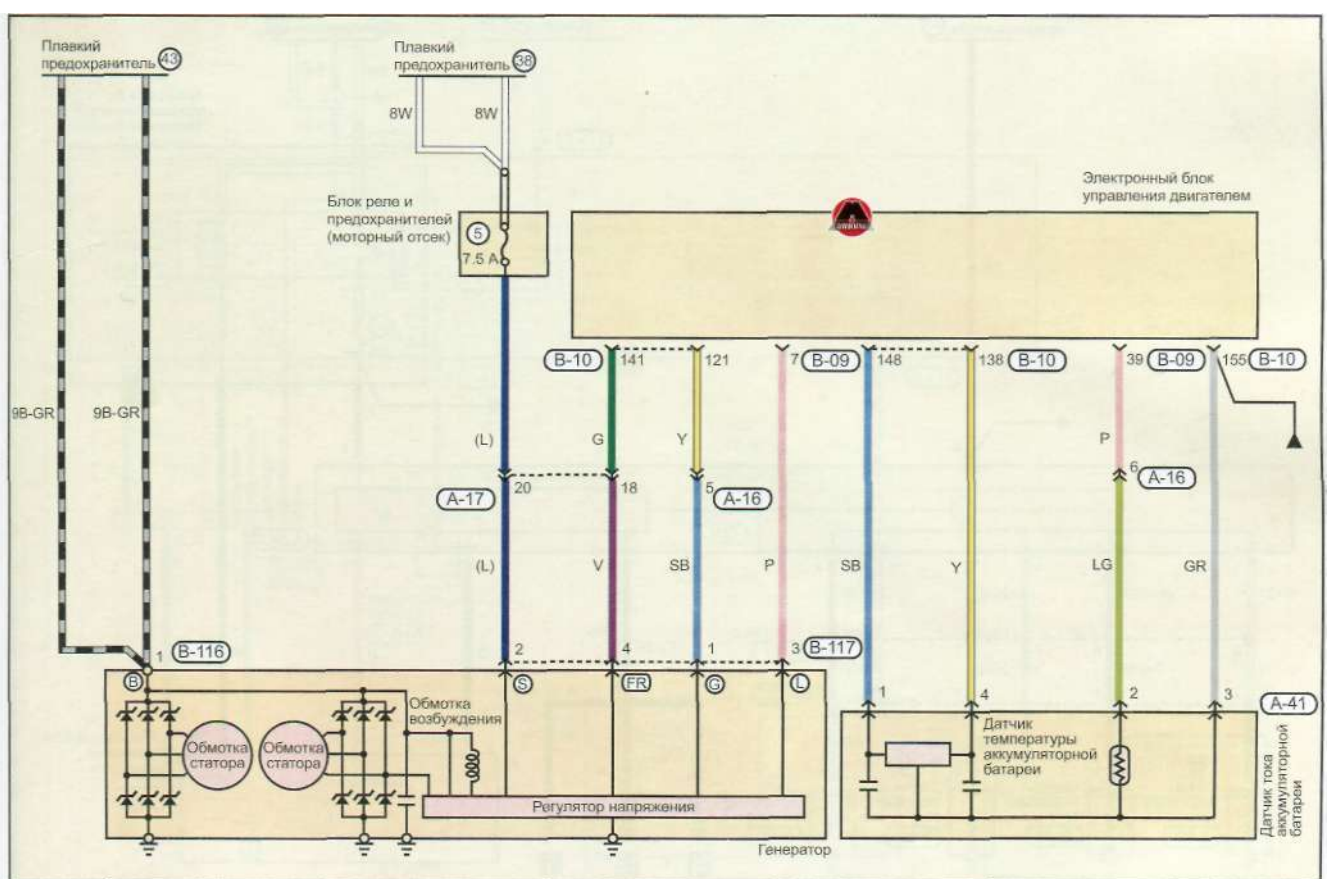 Плавкий
предохранитель 43
Плавкий
предохранитель 38
8W
8W
Электронный блок
управления двигателем
Блок реле и
предохранителей
(моторный отсек)
5
7.5 A
B-10
141
121
7
B-09
148
138
B-10
39
B-09
155
B-10
9B-GR
9B-GR
(L)
G
Y
P
A-17
20
18
5
A-16
6
A-16
(L)
V
SB
P
SB
Y
LG
GR
1
B-116
2
4
1
3
B-117
1
4
2
3
A-41
B
S
FR
G
L
Обмотка
возбуждения
Обмотка
статора
Обмотка
статора
Регулятор напряжения
Генератор
Датчик
температуры
аккумуляторной
батареи
Датчик тока
аккумуляторной
батареи